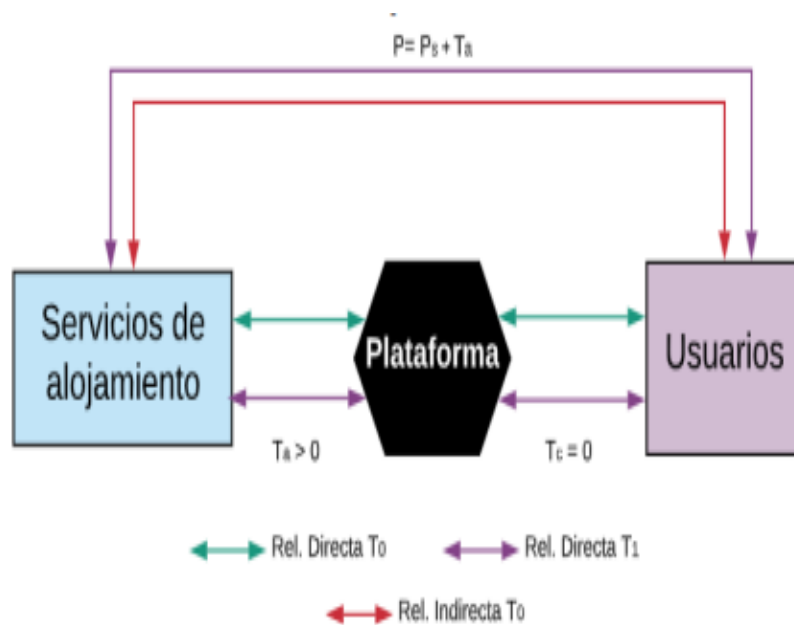 P= Ps + Ta
Servicios de
alojamiento
Plataforma
Usuarios
Ta > 0
Tc = 0
Rel. Directa T0
Rel. Directa T1
Rel. Indirecta T0